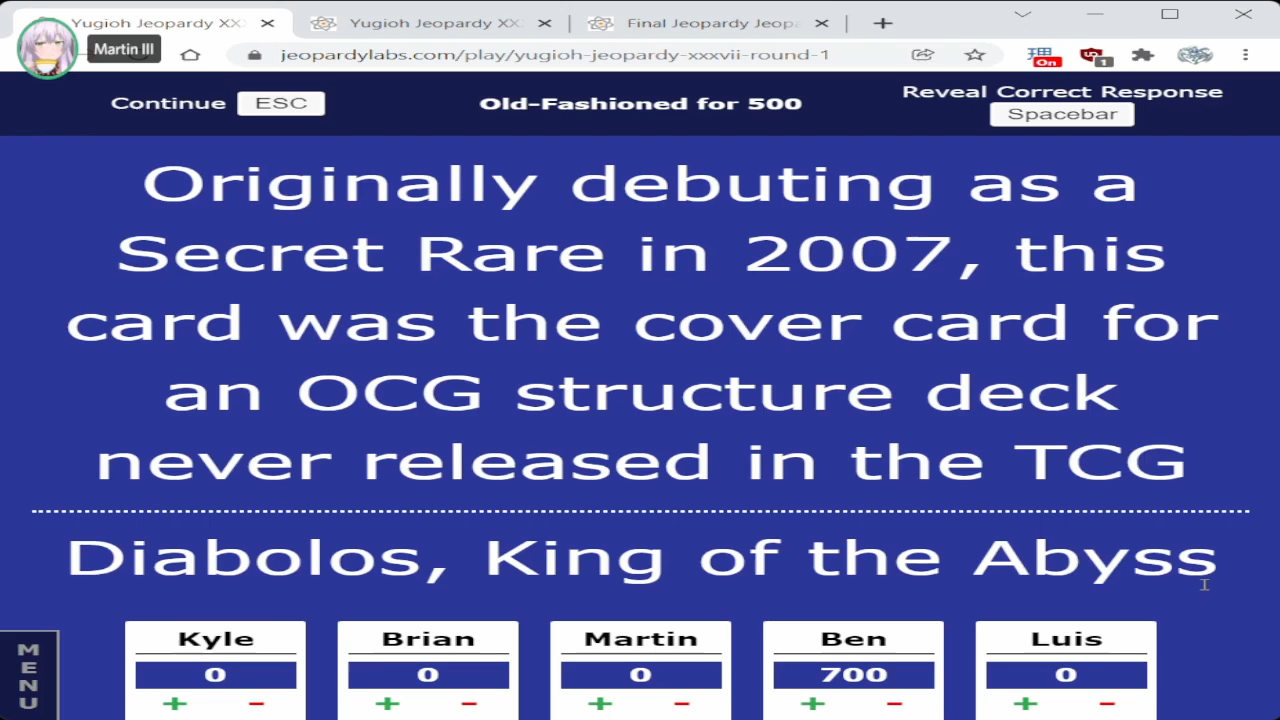 Yugioh Jeopardy XX
Yugioh Jeopardy XX
Final Jeopardy Jeop
Martin III
jeopardylabs.com/play/yugioh-jeopardy-xxxvii-round-1
理
On
1
Continue ESC
Old-Fashioned for 500
Reveal Correct Response
Spacebar
Originally debuting as a
Secret Rare in 2007, this
card was the cover card for
an OCG structure deck
never released in the TCG
Diabolos, King of the Abyss
MENU
Kyle Brian Martin Ben Luis
0 0 0 700 0
+ - + - + - + - + -